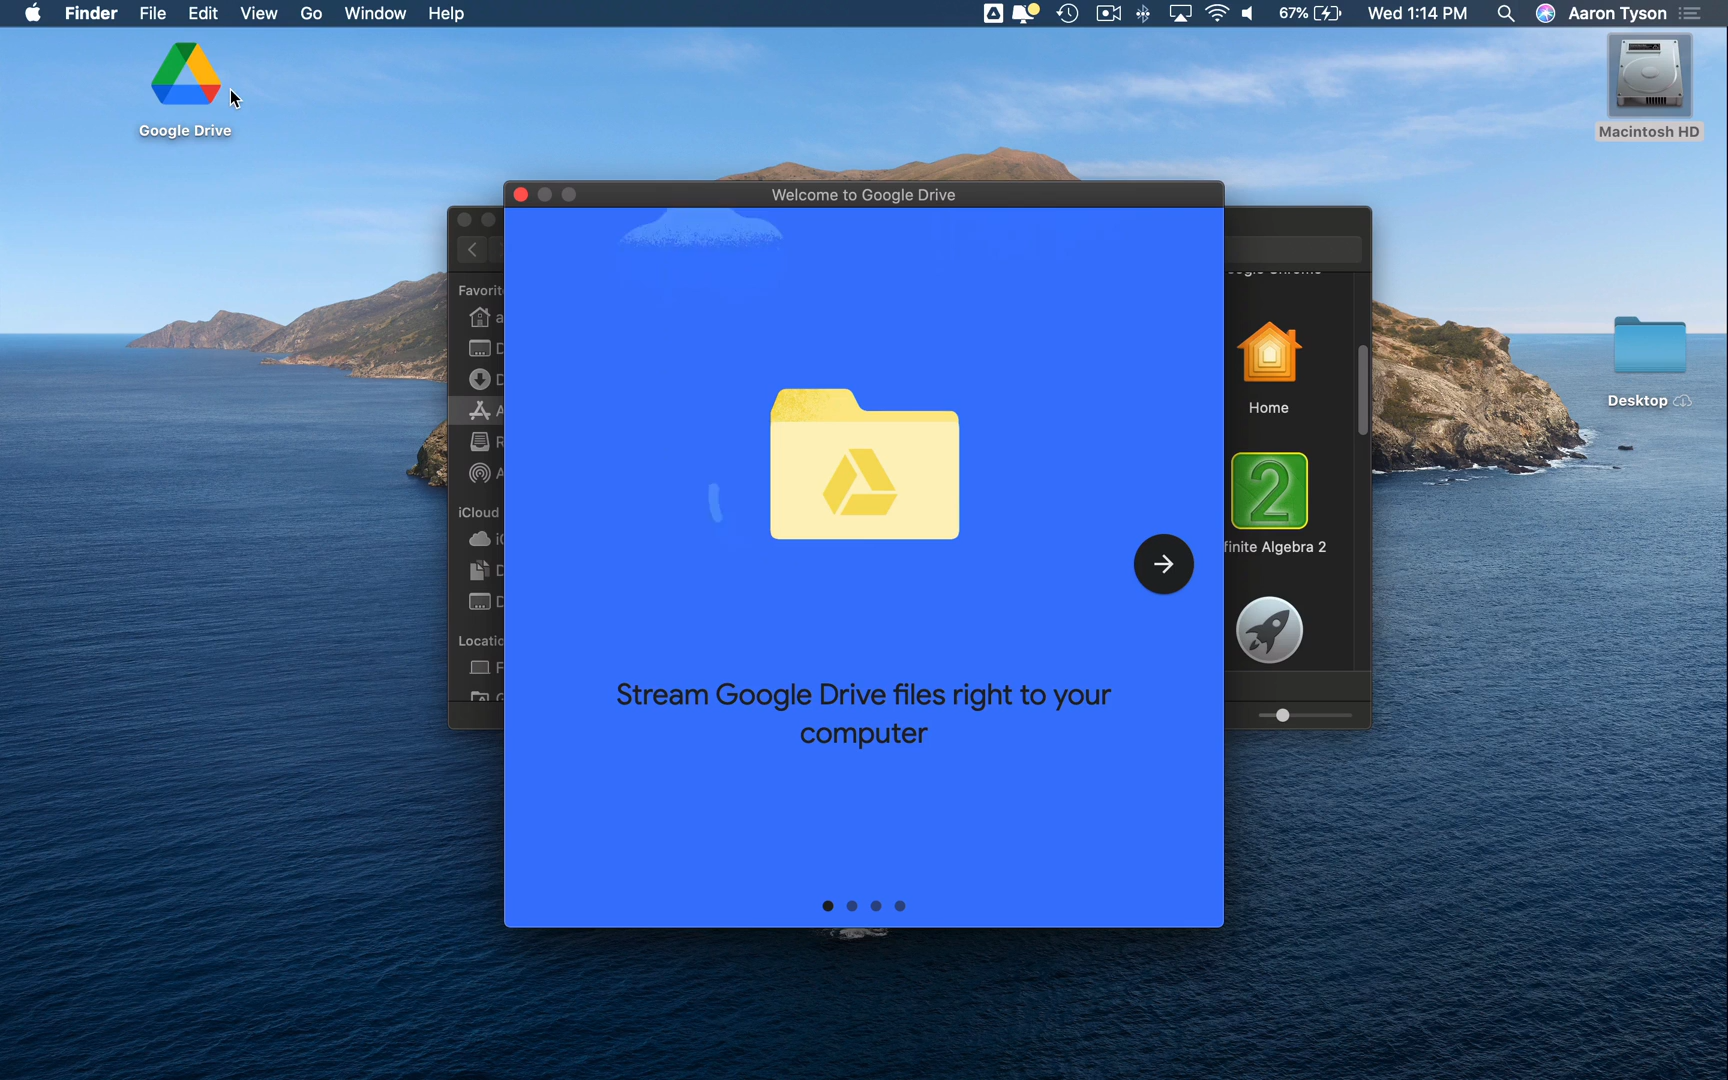 Finder File Edit View Go Window Help 67% Wed 1:14 PM Aaron Tyson
Google Drive
Macintosh HD
Welcome to Google Drive
Favorit
Home
Desktop
iCloud
2
finite Algebra 2
Locatio
Stream Google Drive files right to your
computer